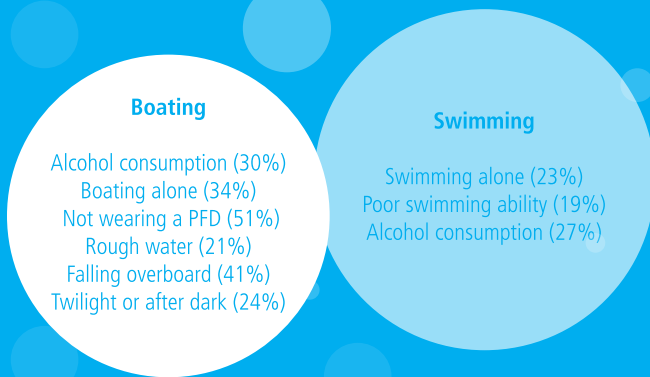 Boating
Alcohol consumption (30%)
Boating alone (34%)
Not wearing a PFD (51%)
Rough water (21%)
Falling overboard (41%)
Twilight or after dark (24%)
Swimming
Swimming alone (23%)
Poor swimming ability (19%)
Alcohol consumption (27%)